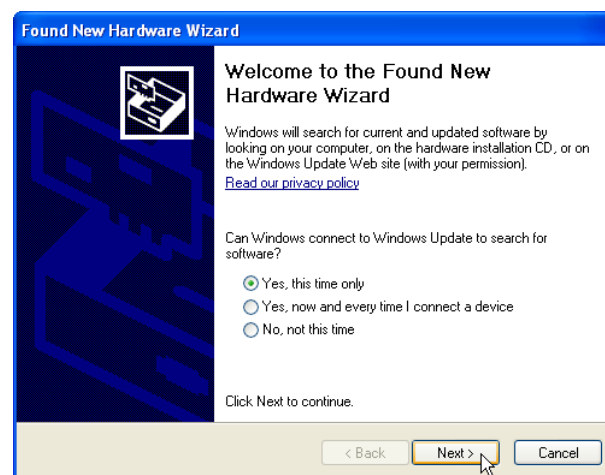 Found New Hardware Wizard
Welcome to the Found New
Hardware Wizard
Windows will search for current and updated software by
looking on your computer, on the hardware installation CD, or on
the Windows Update Web site (with your permission).
Read our privacy policy
Can Windows connect to Windows Update to search for
software?
Yes, this time only
Yes, now and every time I connect a device
No, not this time
Click Next to continue.
< Back Next > Cancel